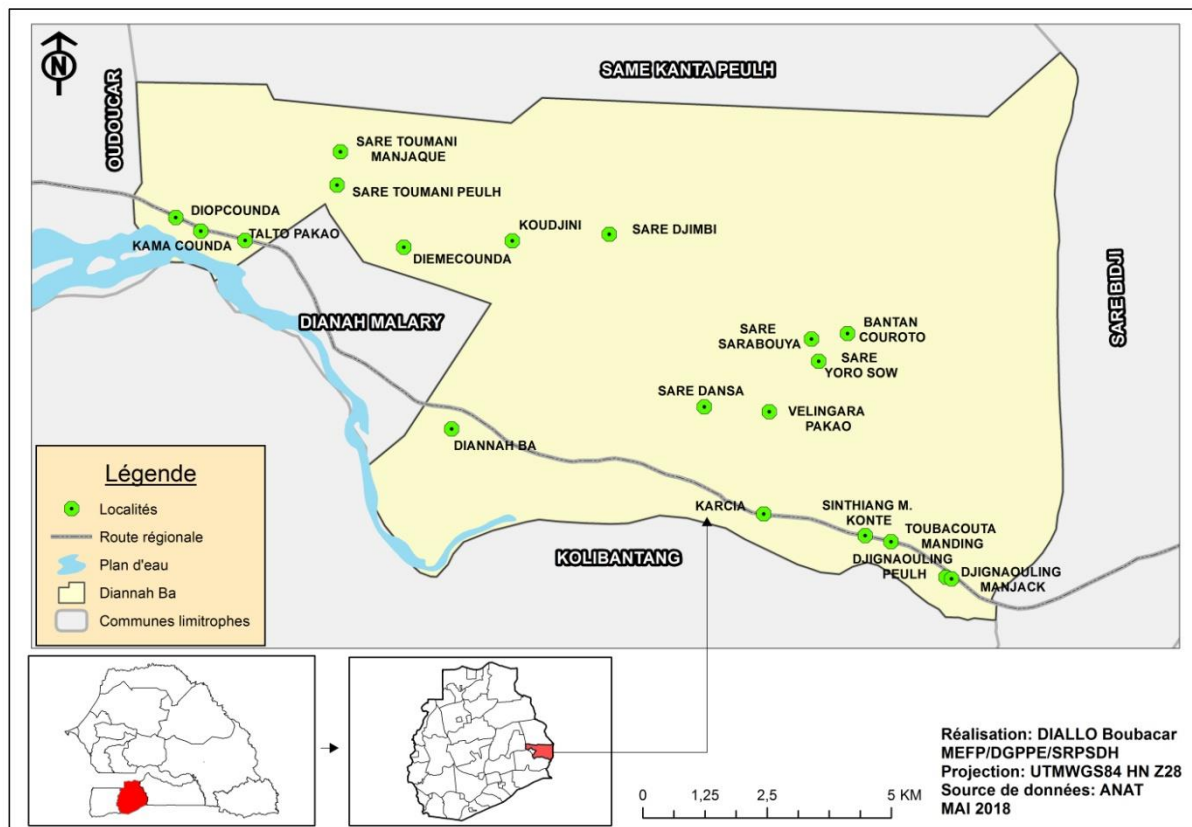 N
SAME KANTA PEULH
OUDOUCAR
SARE TOUMANI
MANJAQUE
SARE TOUMANI PEULH
DIOPCOUNDA
KAMA COUNDA
TALTO PAKAO
DIEMECOUNDA
KOUDJINI
SARE DJIMBI
SARE BIDJI
DIANAH MALARY
SARE
SARABOUYA
BANTAN
COUROTO
SARE
YORO SOW
SARE DANSA
VELINGARA
PAKAO
DIANNAH BA
KARCIA
SINTHIANG M.
KONTE
TOUBACOUTA
MANDING
DJIGNAOULING
PEULH
DJIGNAOULING
MANJACK
KOLIBANTANG
Légende
Localités
Route régionale
Plan d'eau
Diannah Ba
Communes limitrophes
0 1,25 2,5 5 KM
Réalisation: DIALLO Boubacar
MEFP/DGPPE/SRPSDH
Projection: UTMWGS84 HN Z28
Source de données: ANAT
MAI 2018